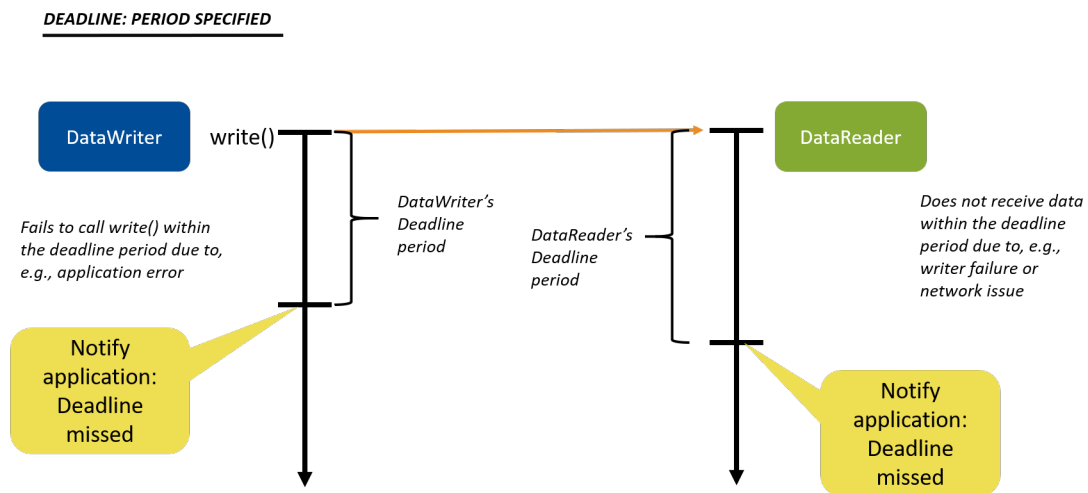 DEADLINE: PERIOD SPECIFIED
DataWriter
write()
DataReader
Fails to call write() within
the deadline period due to,
e.g., application error
DataWriter's
Deadline
period
DataReader's
Deadline
period
Does not receive data
within the deadline
period due to, e.g.,
writer failure or
network issue
Notify
application:
Deadline
missed
Notify
application:
Deadline
missed